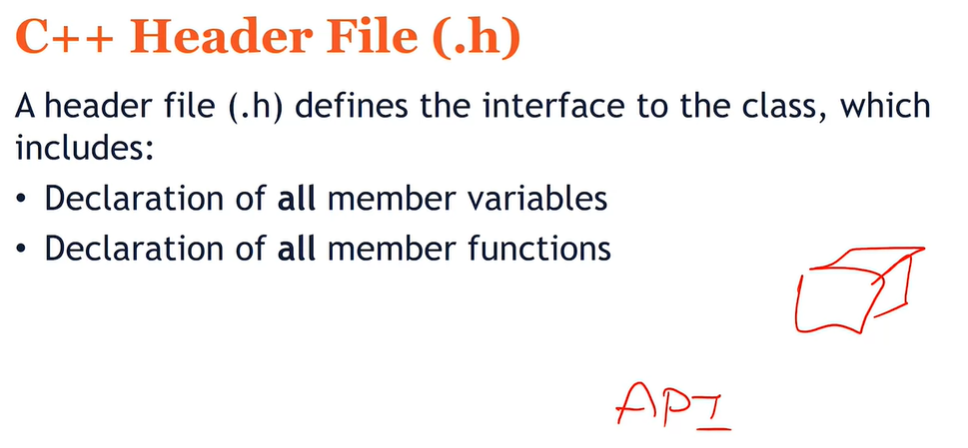 C++ Header File (.h)
A header file (.h) defines the interface to the class, which
includes:
• Declaration of all member variables
• Declaration of all member functions
API